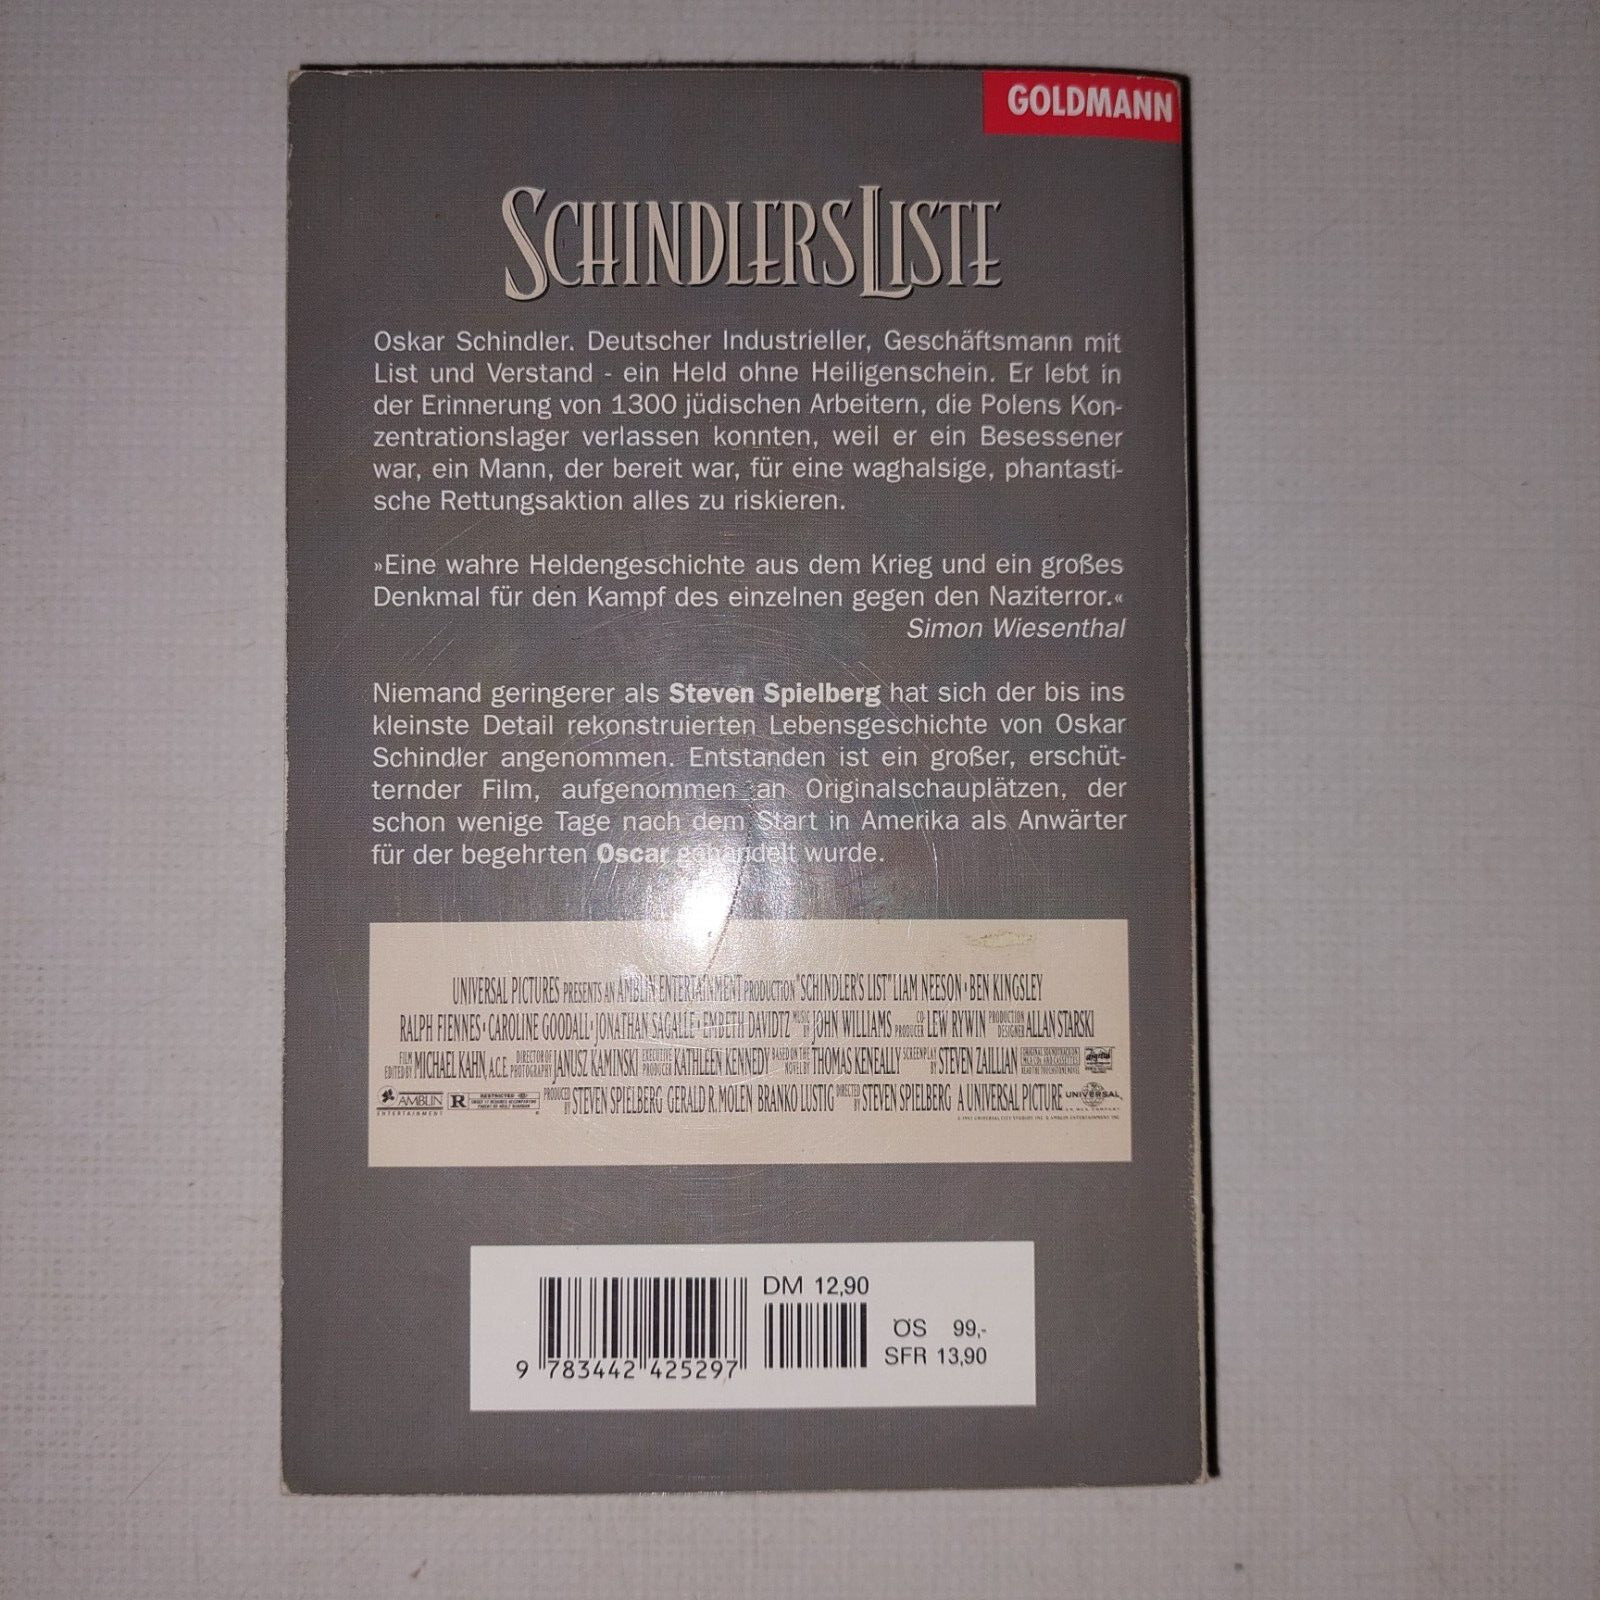 GOLDMANN
SCHINDLERS LISTE
Oskar Schindler. Deutscher Industrieller, Geschäftsmann mit
List und Verstand - ein Held ohne Heiligenschein. Er lebt in
der Erinnerung von 1300 jüdischen Arbeitern, die Polens Kon-
zentrationslager verlassen konnten, weil er ein Besessener
war, ein Mann, der bereit war, für eine waghalsige, phantasti-
sche Rettungsaktion alles zu riskieren.
»Eine wahre Heldengeschichte aus dem Krieg und ein großes
Denkmal für den Kampf des einzelnen gegen den Naziterror.«
Simon Wiesenthal
Niemand geringerer als Steven Spielberg hat sich der bis ins
kleinste Detail rekonstruierten Lebensgeschichte von Oskar
Schindler angenommen. Entstanden ist ein großer, erschüt-
ternder Film, aufgenommen an Originalschauplätzen, der
schon wenige Tage nach dem Start in Amerika als Anwärter
für der begehrten Oscar gehandelt wurde.
UNIVERSAL PICTURES PRESENTS AN AMBLIN ENTERTAINMENT PRODUCTION "SCHINDLER'S LIST" LIAM NEESON · BEN KINGSLEY
RALPH FIENNES · CAROLINE GOODALL · JONATHAN SAGALLE · EMBETH DAVIDTZ MUSIC BY JOHN WILLIAMS CO-PRODUCER LEW RYWIN PRODUCTION DESIGNER ALLAN STARSKI
FILM EDITED BY MICHAEL KAHN, A.C.E. DIRECTOR OF PHOTOGRAPHY JANUSZ KAMINSKI EXECUTIVE PRODUCER KATHLEEN KENNEDY BASED ON THE NOVEL BY THOMAS KENEALLY SCREENPLAY BY STEVEN ZAILLIAN
AMBLIN ENTERTAINMENT R RESTRICTED PRODUCED BY STEVEN SPIELBERG GERALD R. MOLEN BRANKO LUSTIG DIRECTED BY STEVEN SPIELBERG A UNIVERSAL PICTURE UNIVERSAL
DM 12,90
ÖS 99,-
SFR 13,90
9 783442 425297